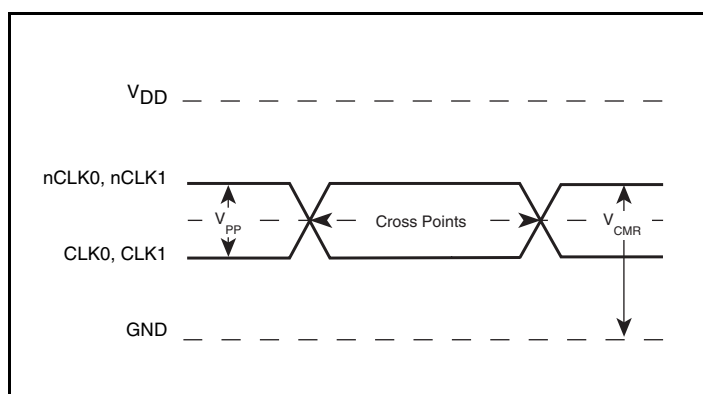 VDD
nCLK0, nCLK1
VPP
Cross Points
VCMR
CLK0, CLK1
GND